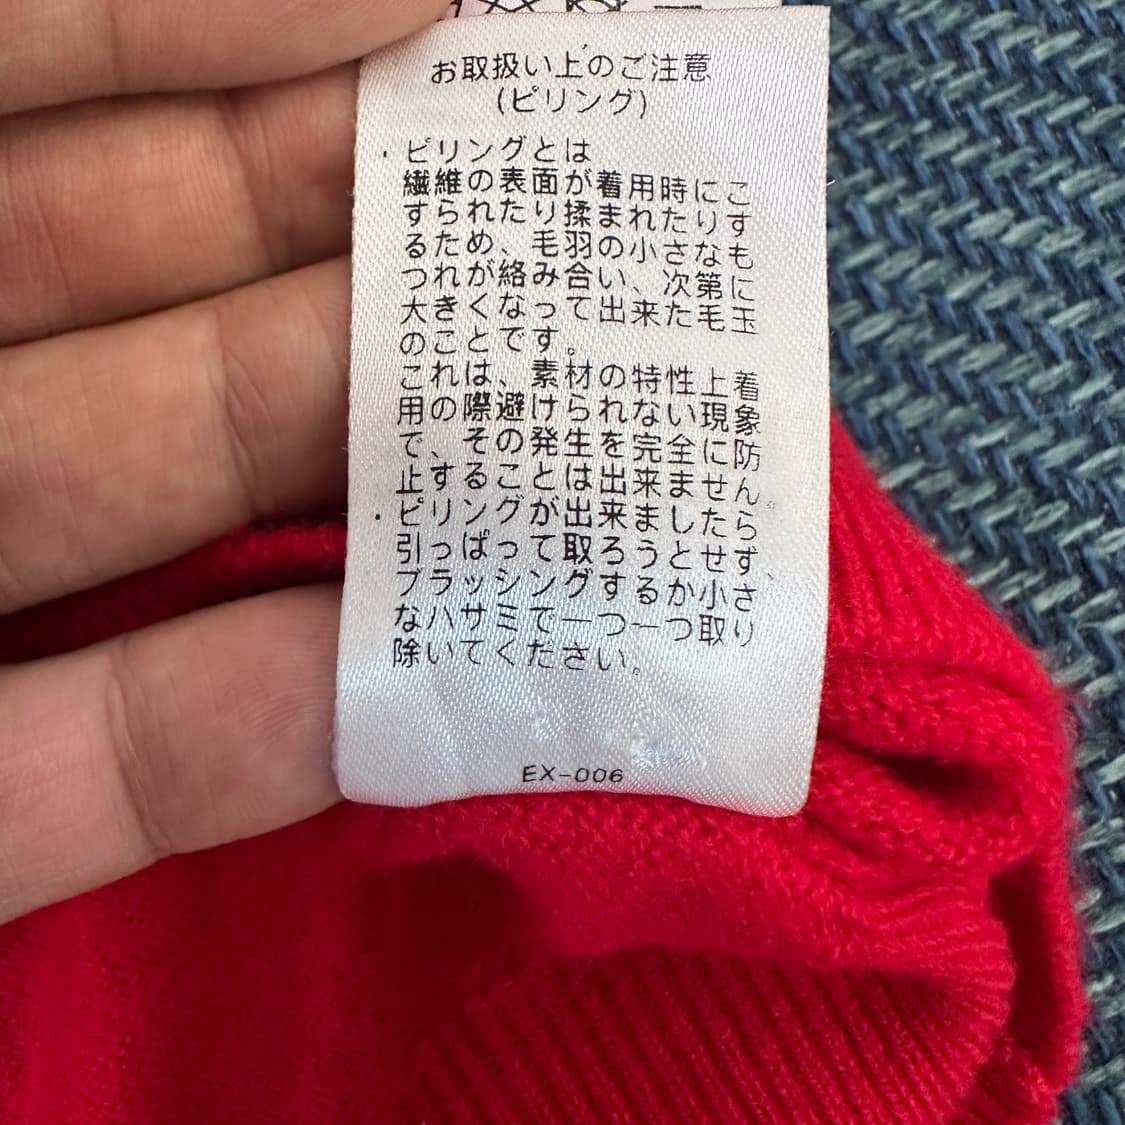 お取扱い上のご注意
(ピリング)
・ピリングとは
繊維の表面が着用時にこ
すられたり揉まれたりす
るため、毛羽の小さなも
つれが絡み合い、次第に
大きくなって出来た毛玉
のことです。
これは、素材の特性上着
用の際避けられない現象
で、その発生を完全に防
止することは出来ません。
・ピリングが出来ましたら
引っぱって取ろうとせず、
ブラッシングするか小さ
なハサミで一つ一つ取り
除いてください。
EX-006